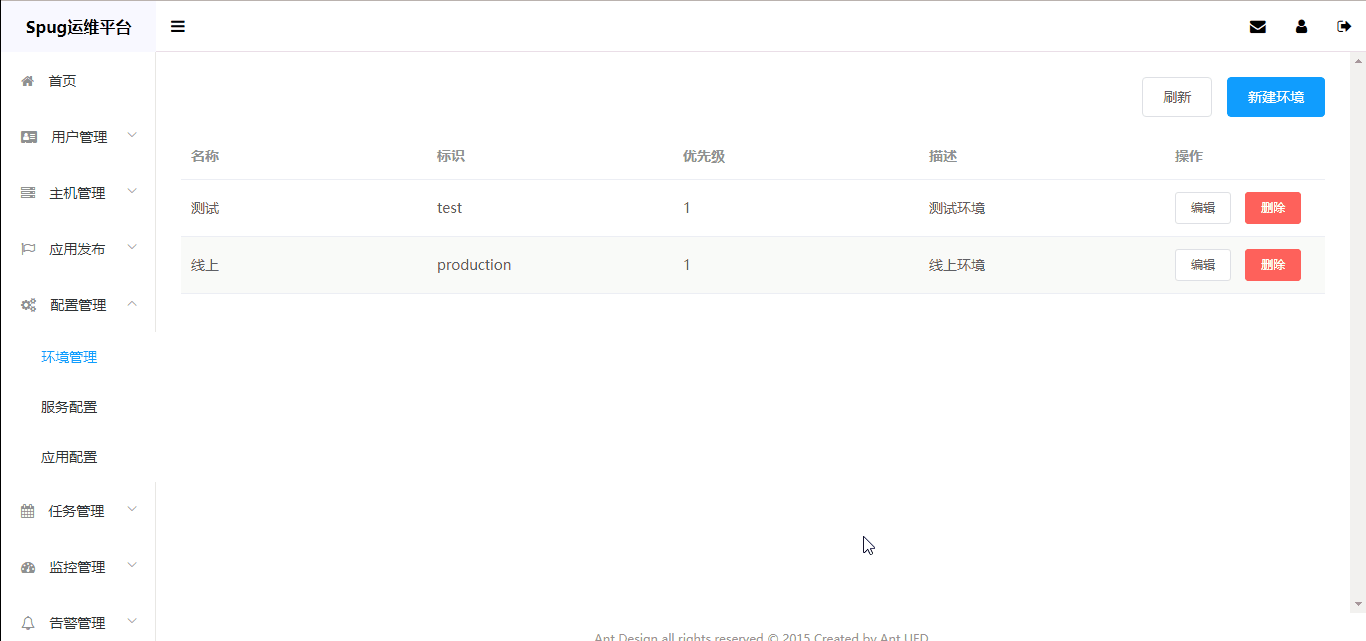 Spug运维平台
首页
用户管理
主机管理
应用发布
配置管理
环境管理
服务配置
应用配置
任务管理
监控管理
告警管理
刷新 新建环境
名称 标识 优先级 描述 操作
测试 test 1 测试环境 编辑 删除
线上 production 1 线上环境 编辑 删除
Ant Design all rights reserved © 2015 Created by Ant UED